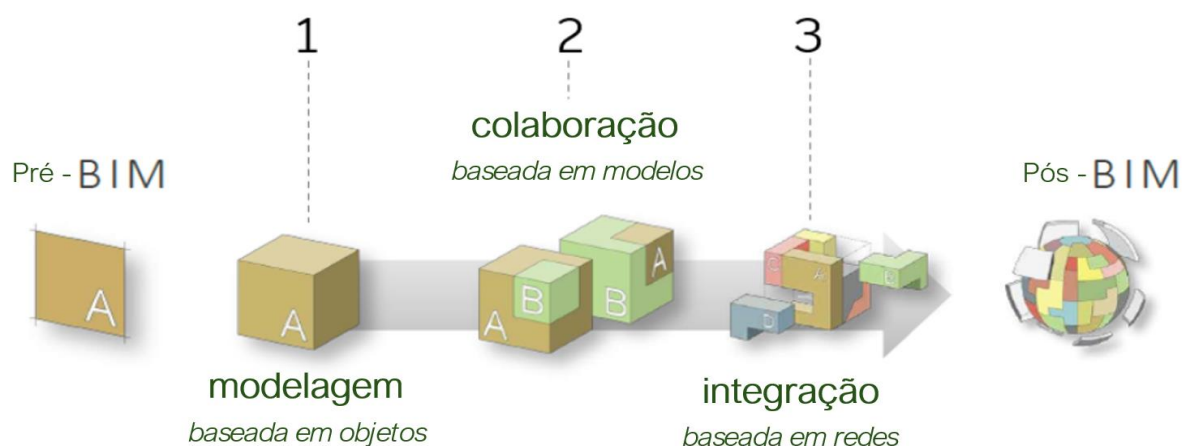 1
2
3
colaboração
baseada em modelos
Pré - BIM
Pós - BIM
A
A
A
B
B
A
C
A
D
modelagem
baseada em objetos
integração
baseada em redes